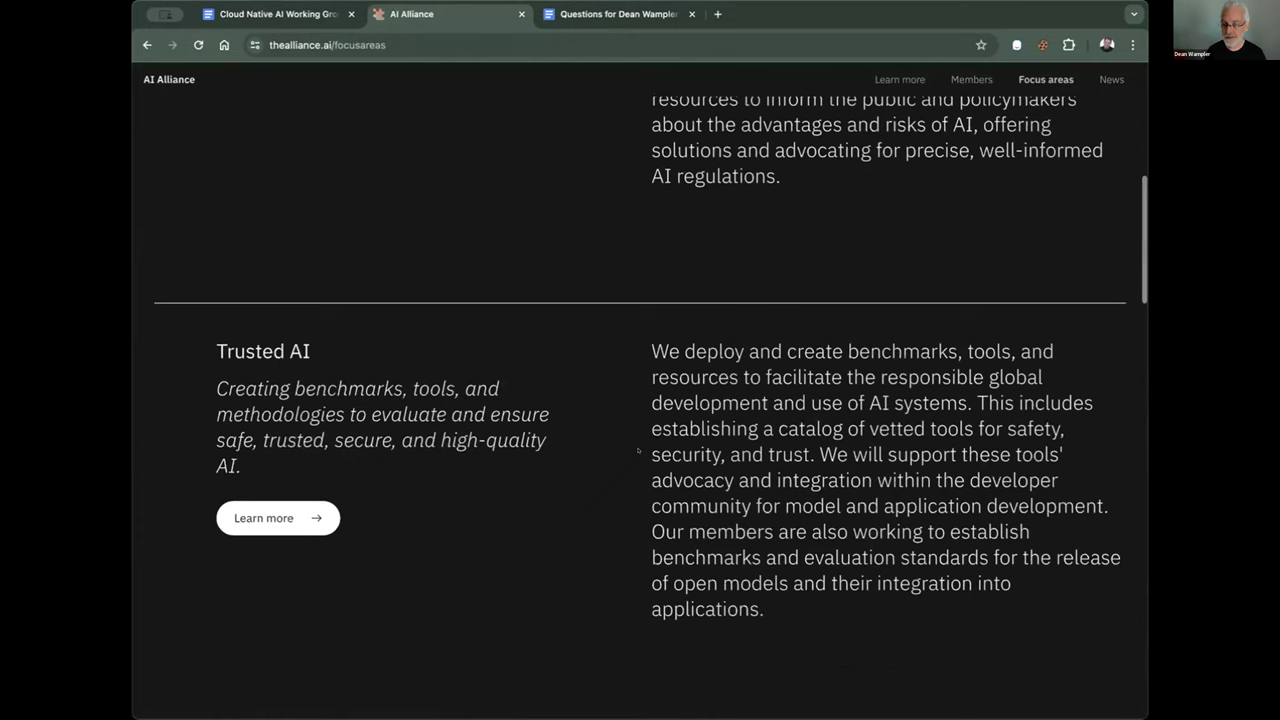 Cloud Native AI Working Gro
AI Alliance
Questions for Dean Wampler
thealliance.ai/focusareas
Dean Wampler
AI Alliance
Learn more
Members
Focus areas
News
resources to inform the public and policymakers
about the advantages and risks of AI, offering
solutions and advocating for precise, well-informed
AI regulations.
Trusted AI
Creating benchmarks, tools, and
methodologies to evaluate and ensure
safe, trusted, secure, and high-quality
AI.
Learn more
We deploy and create benchmarks, tools, and
resources to facilitate the responsible global
development and use of AI systems. This includes
establishing a catalog of vetted tools for safety,
security, and trust. We will support these tools'
advocacy and integration within the developer
community for model and application development.
Our members are also working to establish
benchmarks and evaluation standards for the release
of open models and their integration into
applications.